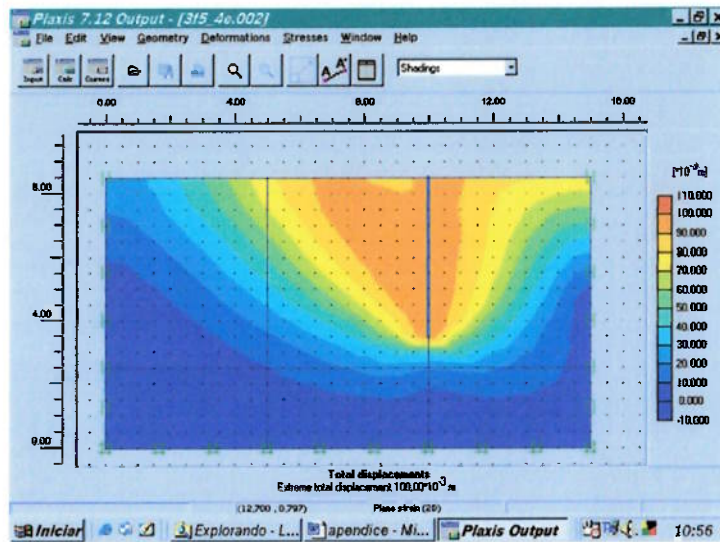 Plaxis 7.12 Output - [3f5_4e.002]
File Edit View Geometry Deformations Stresses Window Help
Input Calc Curves Shadings
0.00 4.00 8.00 12.00 16.00
8.00
4.00
0.00
[*10⁻³m]
110.000
100.000
90.000
80.000
70.000
60.000
50.000
40.000
30.000
20.000
10.000
0.000
-10.000
Total displacements
Extreme total displacement 100,00*10⁻³ m
(12,700 , 0,797) Plane strain (2D)
Iniciar Explorando - L... apendice - Mi... Plaxis Output 10:56